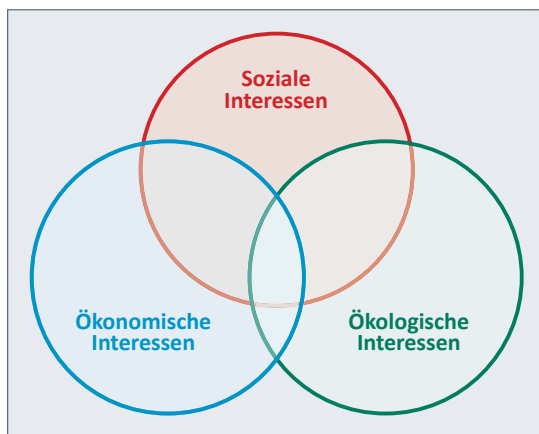 Soziale
Interessen
Ökonomische
Interessen
Ökologische
Interessen